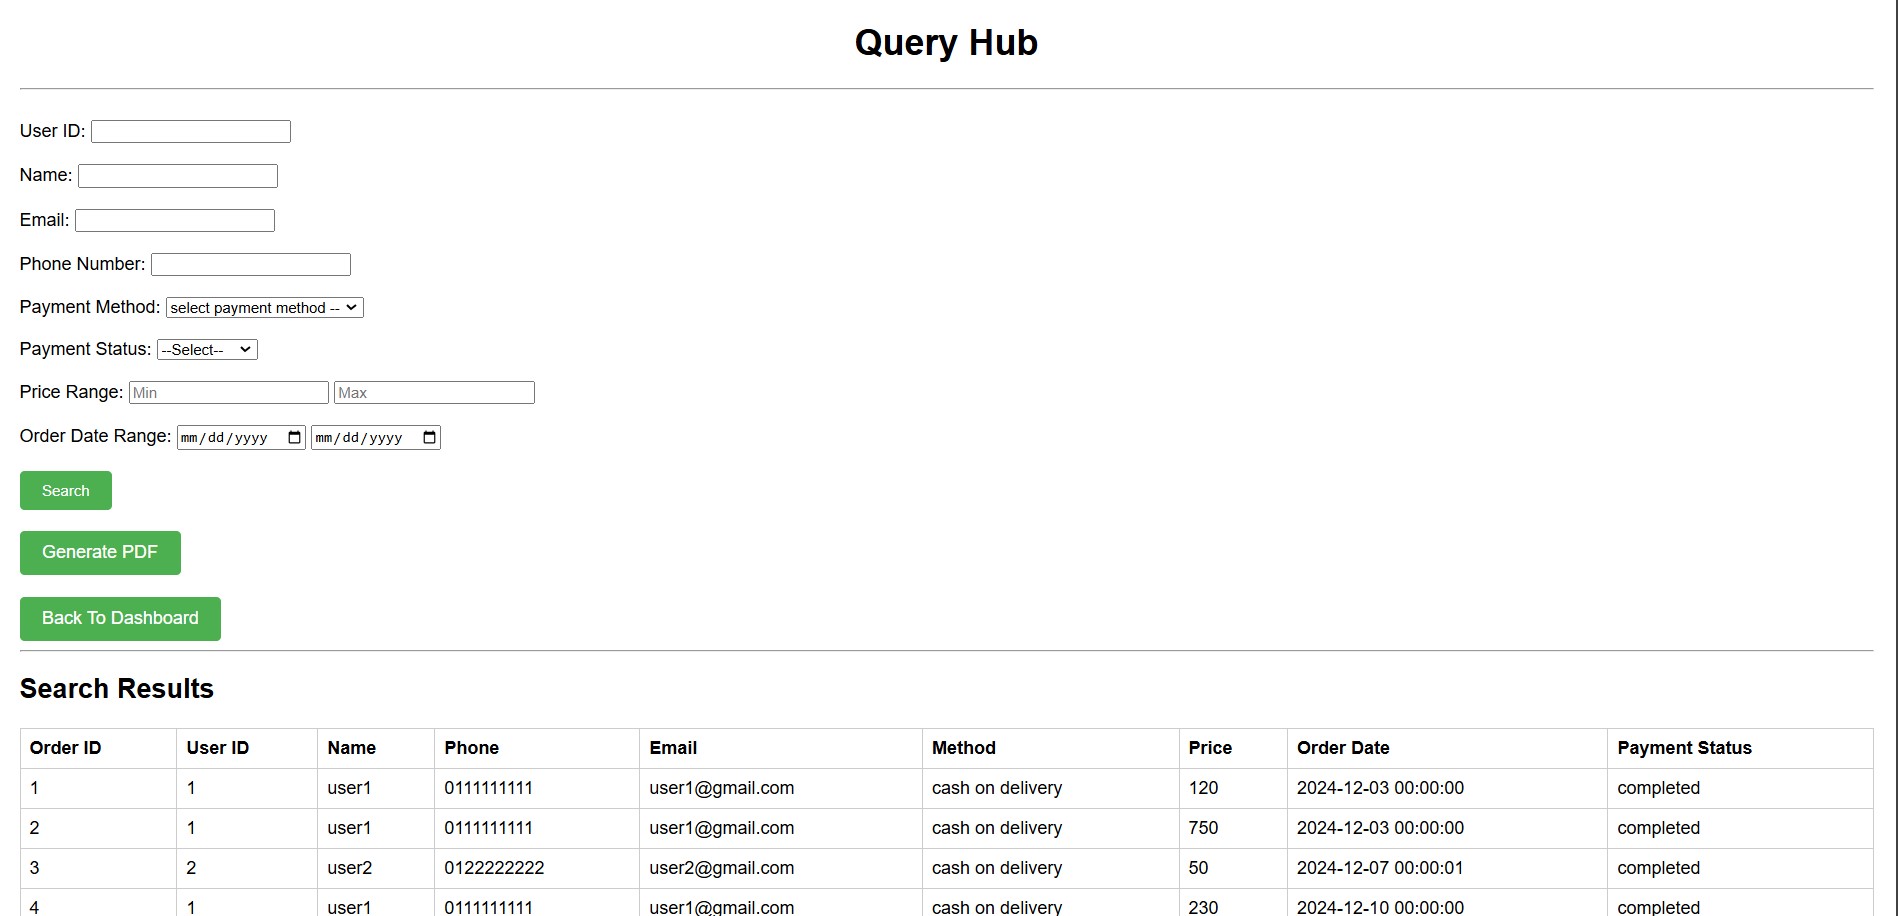 Query Hub
User ID:
Name:
Email:
Phone Number:
Payment Method: select payment method --
Payment Status: --Select--
Price Range: Min Max
Order Date Range: mm/dd/yyyy mm/dd/yyyy
Search
Generate PDF
Back To Dashboard
Search Results
Order ID User ID Name Phone Email Method Price Order Date Payment Status
1 1 user1 0111111111 user1@gmail.com cash on delivery 120 2024-12-03 00:00:00 completed
2 1 user1 0111111111 user1@gmail.com cash on delivery 750 2024-12-03 00:00:00 completed
3 2 user2 0122222222 user2@gmail.com cash on delivery 50 2024-12-07 00:00:01 completed
4 1 user1 0111111111 user1@gmail.com cash on delivery 230 2024-12-10 00:00:00 completed